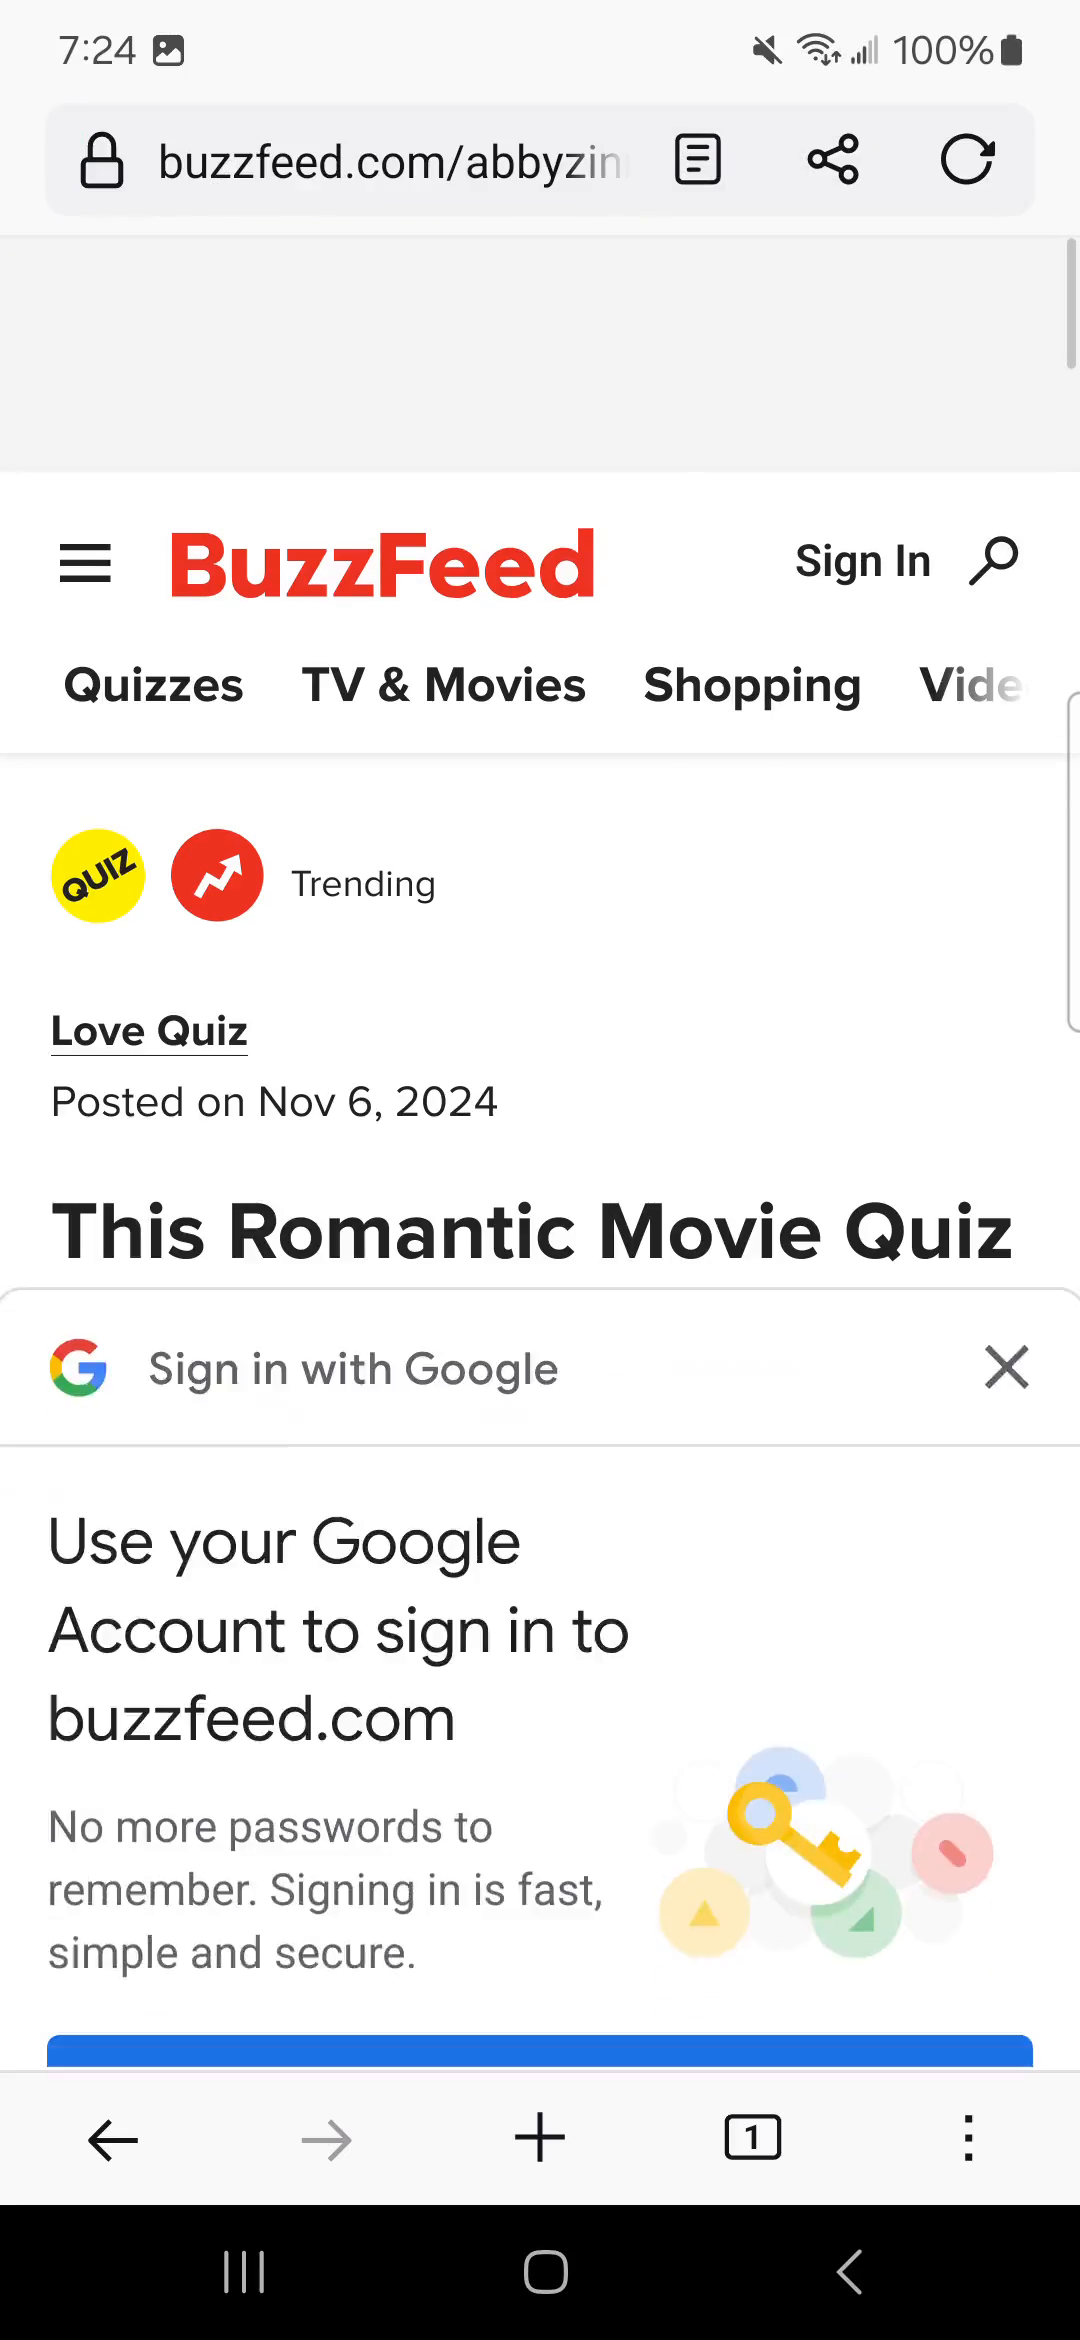 7:24 100%
buzzfeed.com/abbyzin
BuzzFeed Sign In
Quizzes TV & Movies Shopping Vide
QUIZ Trending
Love Quiz
Posted on Nov 6, 2024
This Romantic Movie Quiz
Sign in with Google
Use your Google
Account to sign in to
buzzfeed.com
No more passwords to
remember. Signing in is fast,
simple and secure.
1